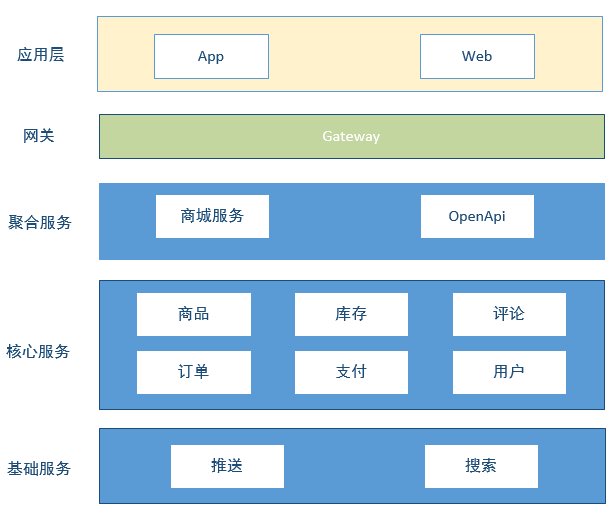 应用层
App
Web
网关
Gateway
聚合服务
商城服务
OpenApi
核心服务
商品
库存
评论
订单
支付
用户
基础服务
推送
搜索